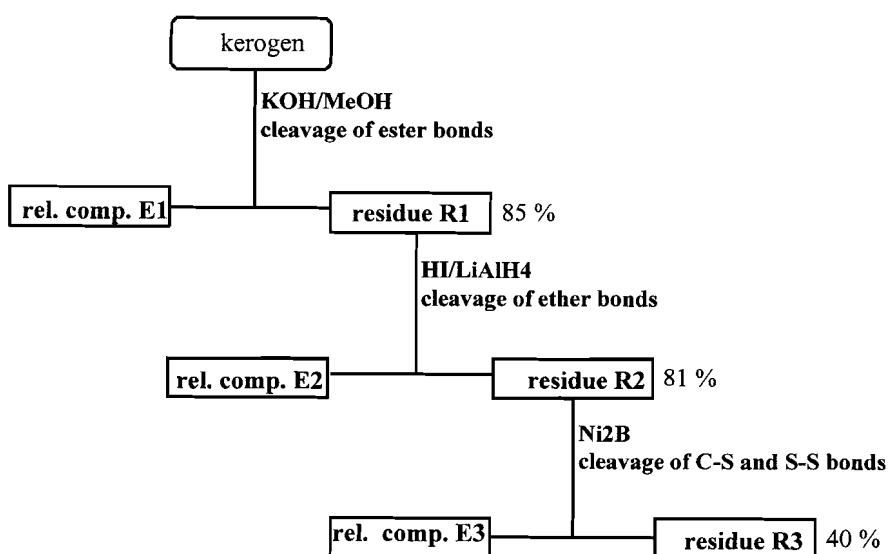 kerogen
KOH/MeOH
cleavage of ester bonds
rel. comp. E1
residue R1
85 %
HI/LiAlH4
cleavage of ether bonds
rel. comp. E2
residue R2
81 %
Ni2B
cleavage of C-S and S-S bonds
rel. comp. E3
residue R3
40 %